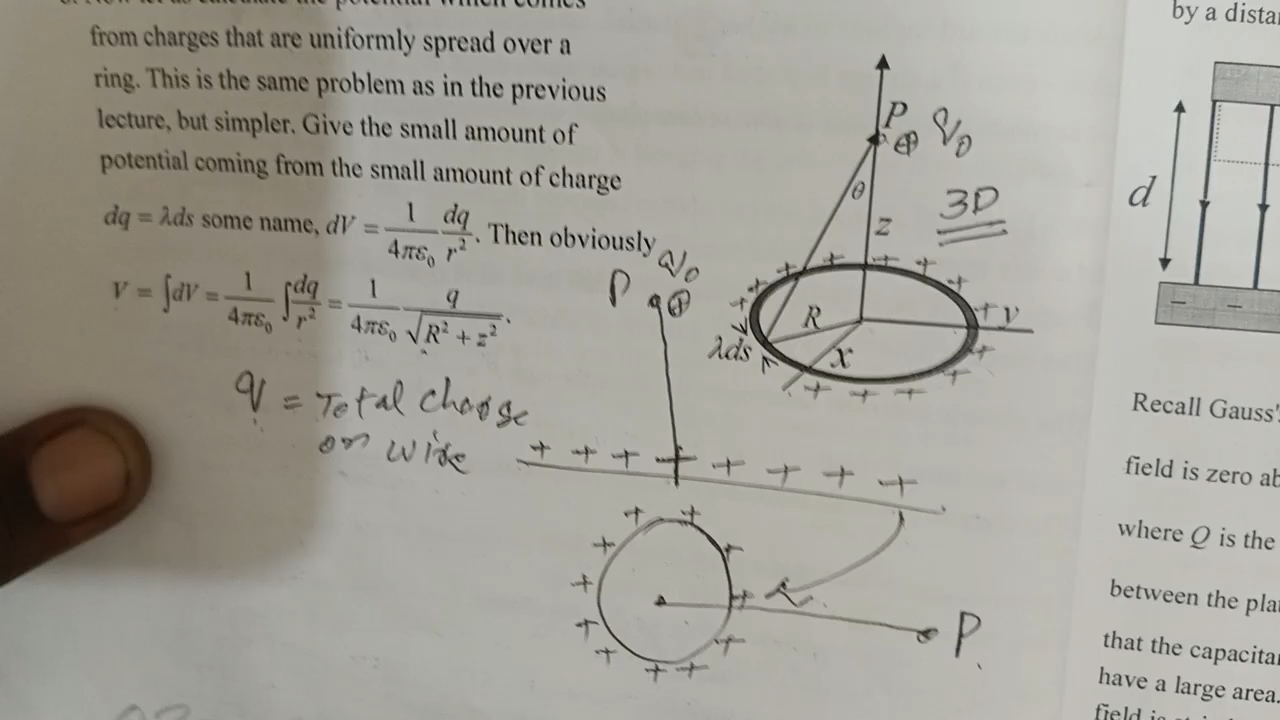 from charges that are uniformly spread over a
ring. This is the same problem as in the previous
lecture, but simpler. Give the small amount of
potential coming from the small amount of charge
dq = λds some name, dV = 1/4πε₀ dq/r². Then obviously
V = ∫dV = 1/4πε₀ ∫dq/r² = 1/4πε₀ q/√R² + z².
q = Total charge
on wire
+ + + + + + + +
P q₀
P q₀
θ
3D
z
R
y
λds
x
P.
by a dista
d
Recall Gauss'
field is zero ab
where Q is the
between the pla
that the capacita
have a large area.